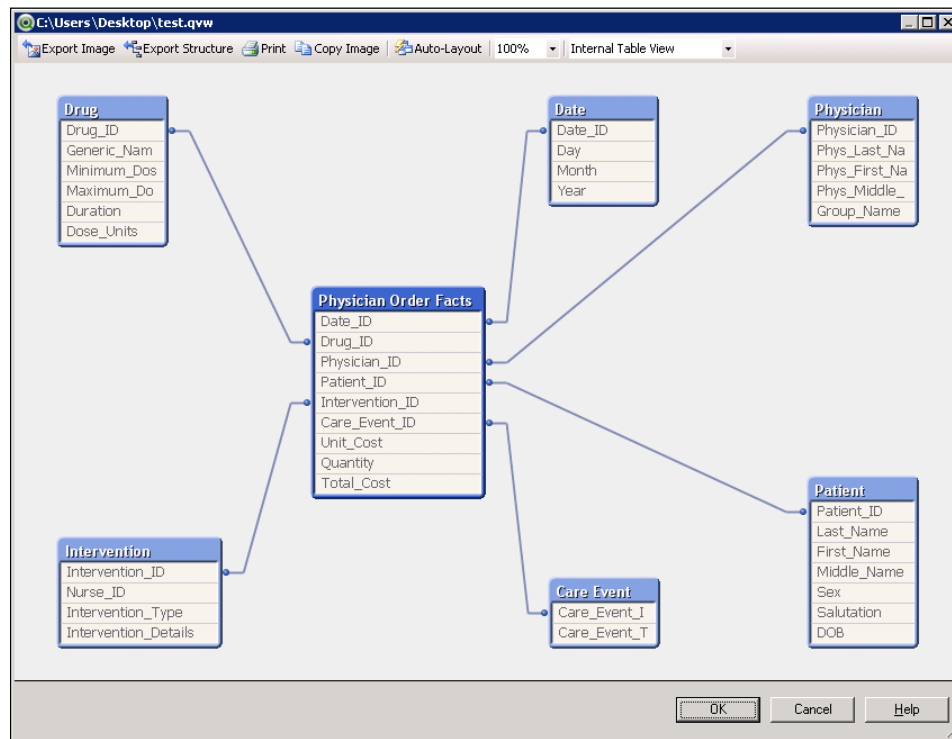 C:\Users\Desktop\test.qvw
Export Image Export Structure Print Copy Image Auto-Layout 100% Internal Table View
Drug
Drug_ID
Generic_Nam
Minimum_Dos
Maximum_Do
Duration
Dose_Units
Date
Date_ID
Day
Month
Year
Physician
Physician_ID
Phys_Last_Na
Phys_First_Na
Phys_Middle_
Group_Name
Physician Order Facts
Date_ID
Drug_ID
Physician_ID
Patient_ID
Intervention_ID
Care_Event_ID
Unit_Cost
Quantity
Total_Cost
Intervention
Intervention_ID
Nurse_ID
Intervention_Type
Intervention_Details
Care Event
Care_Event_I
Care_Event_T
Patient
Patient_ID
Last_Name
First_Name
Middle_Name
Sex
Salutation
DOB
OK Cancel Help